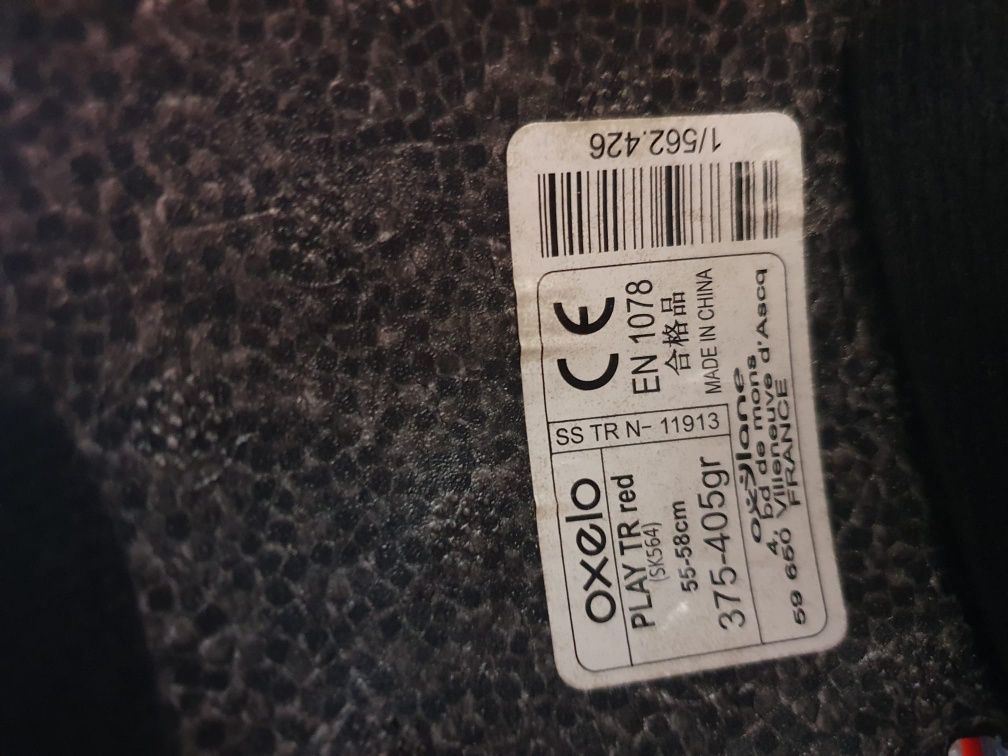 oxelo
PLAY TR red
(SK564)
55-58cm
375-405gr
SS TR N- 11913
CE
EN 1078
合格品
MADE IN CHINA
oxylane
4, bd de mons
59 650 Villeneuve d'Ascq
FRANCE
1/562.426